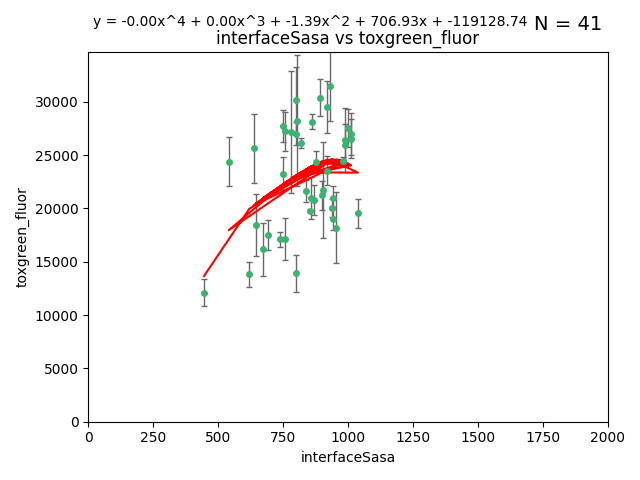 y = -0.00x^4 + 0.00x^3 + -1.39x^2 + 706.93x + -119128.74 N = 41
interfaceSasa vs toxgreen_fluor
30000
25000
20000
15000
10000
5000
0
toxgreen_fluor
0 250 500 750 1000 1250 1500 1750 2000
interfaceSasa